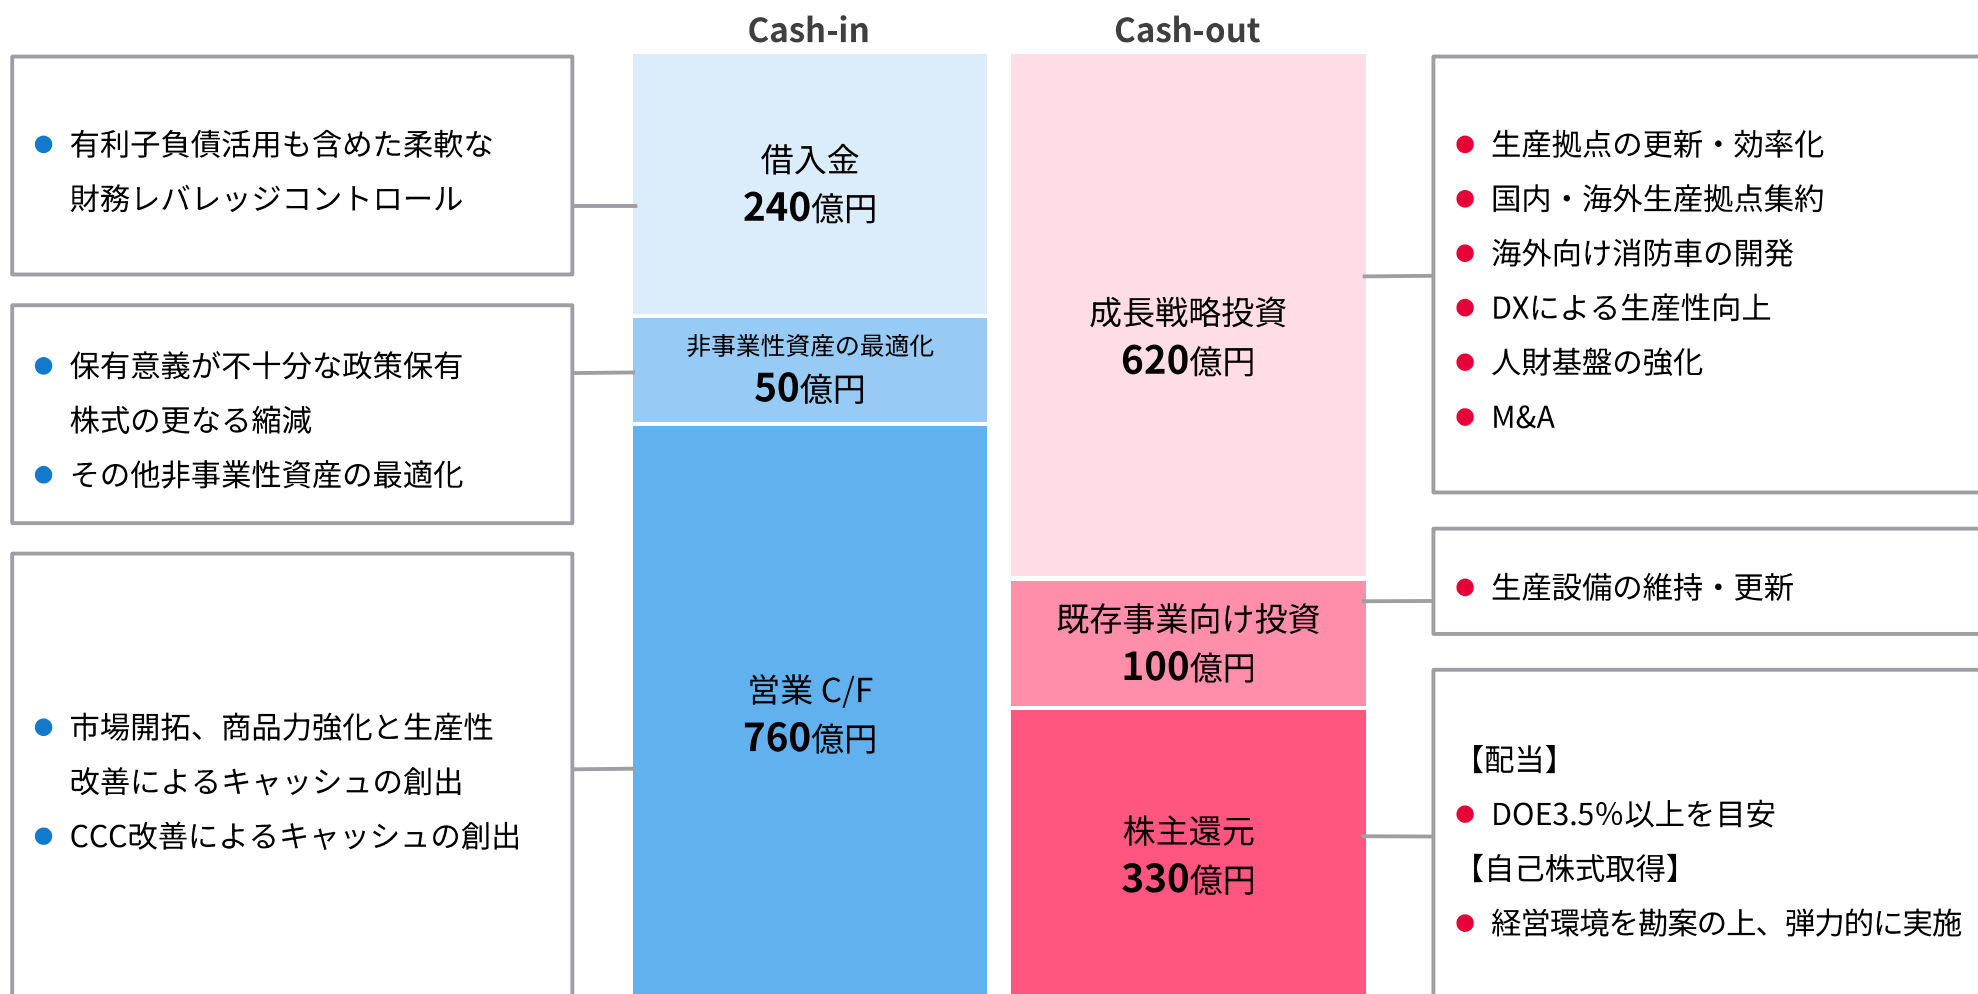 Cash-in
Cash-out
有利子負債活用も含めた柔軟な
財務レバレッジコントロール
保有意義が不十分な政策保有
株式の更なる縮減
その他非事業性資産の最適化
市場開拓、商品力強化と生産性
改善によるキャッシュの創出
CCC改善によるキャッシュの創出
借入金
240億円
非事業性資産の最適化
50億円
営業 C/F
760億円
成長戦略投資
620億円
既存事業向け投資
100億円
株主還元
330億円
生産拠点の更新・効率化
国内・海外生産拠点集約
海外向け消防車の開発
DXによる生産性向上
人財基盤の強化
M&A
生産設備の維持・更新
【配当】
DOE3.5%以上を目安
【自己株式取得】
経営環境を勘案の上、弾力的に実施